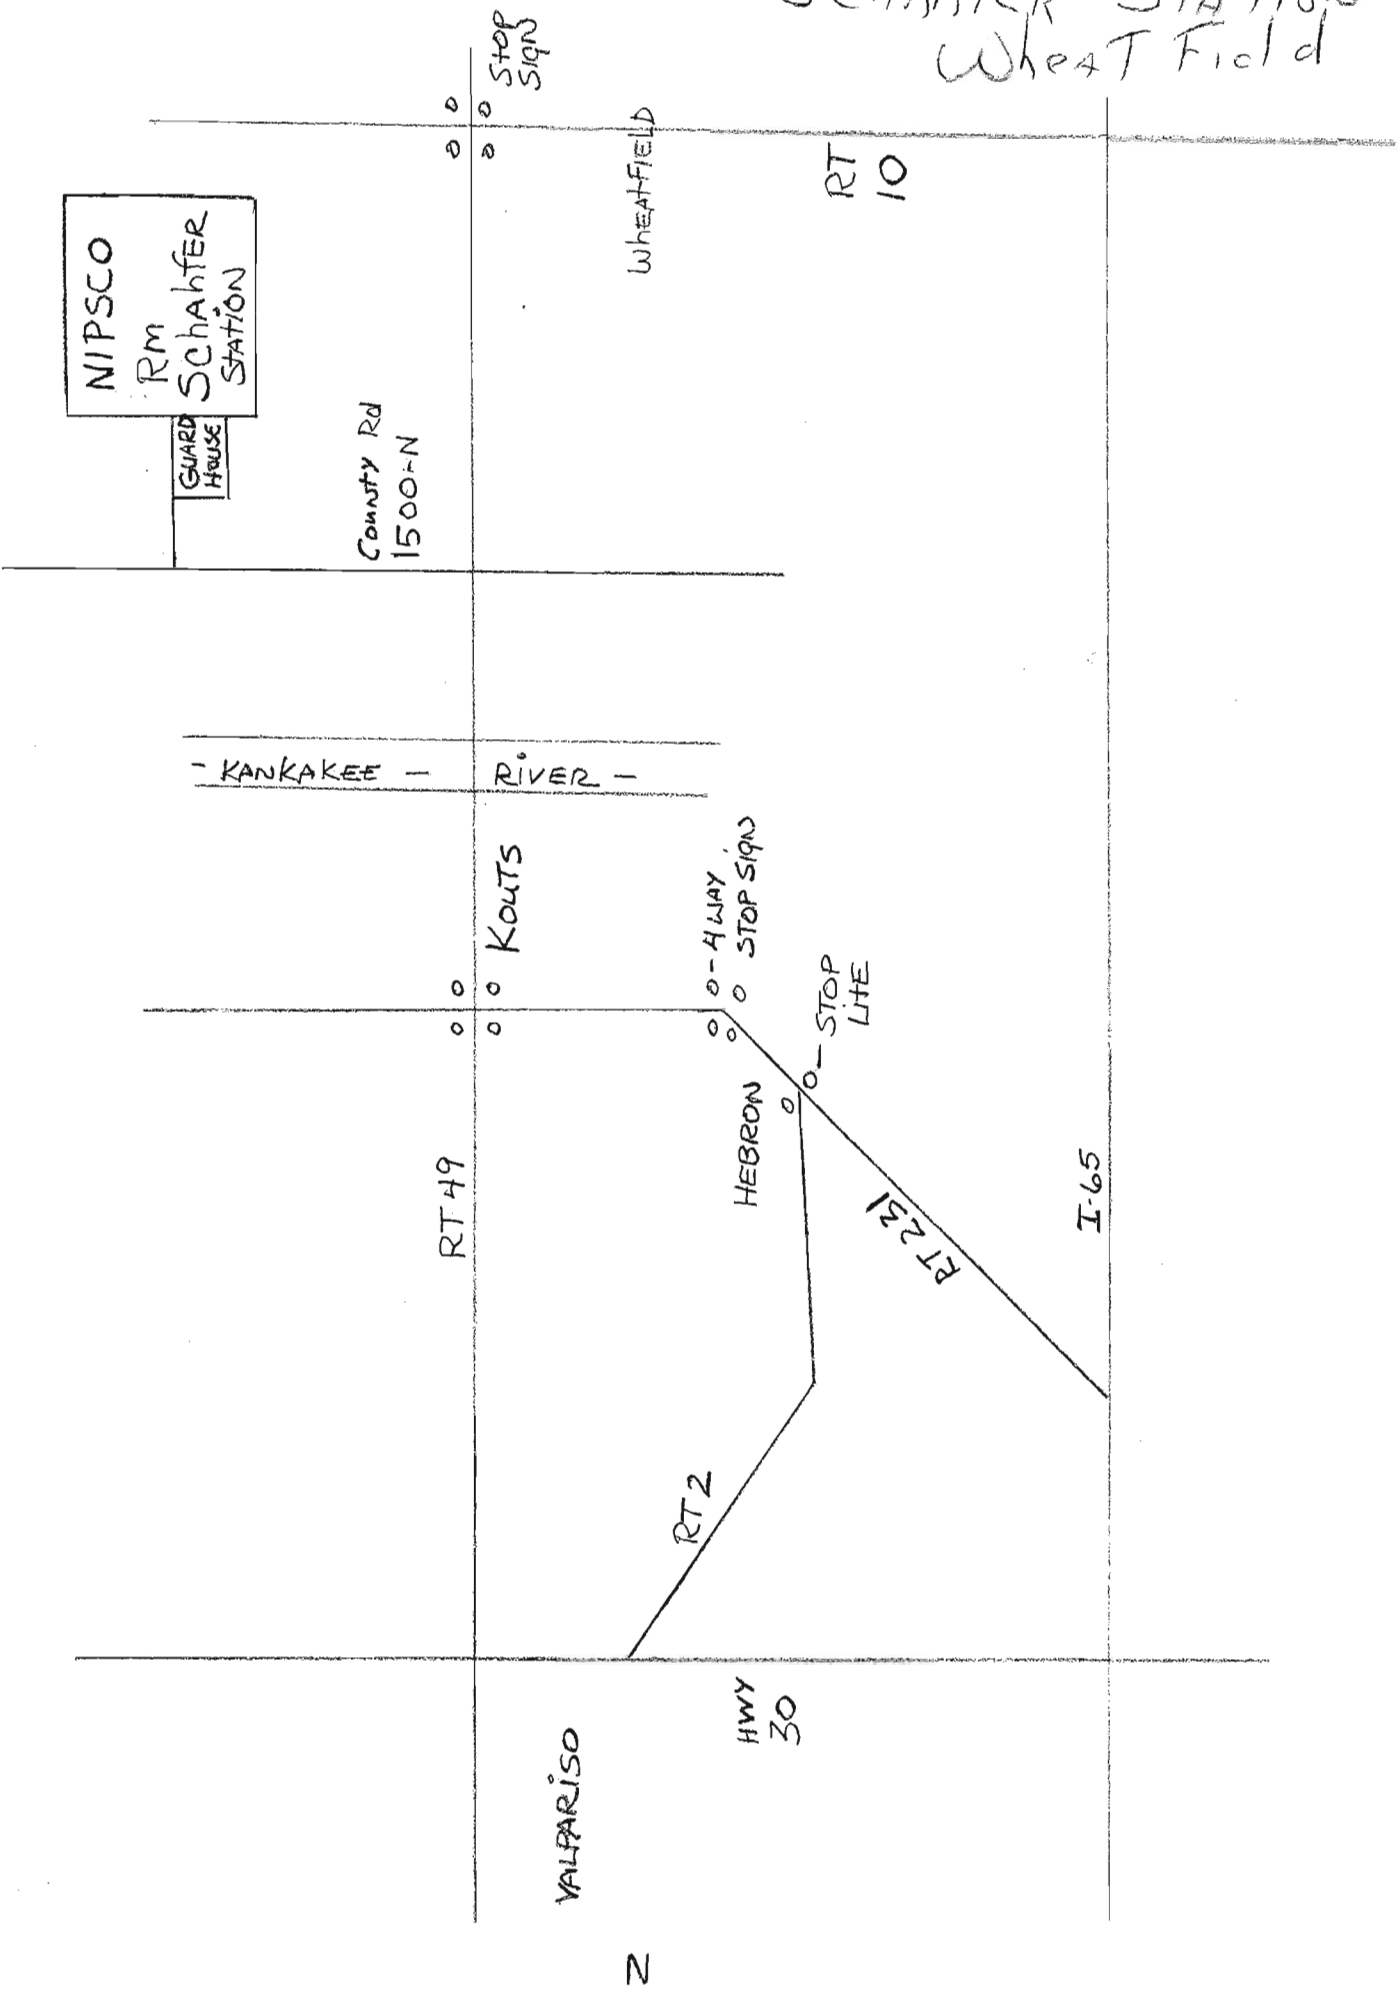 STATION
Wheat Field
Stop
Sign
NIPSCO
Rm
SChAhfER
StATiON
GUARD
HOUSE
WhEAtFiELD
RT
10
County Rd
1500-N
- KANKAKEE - RiVER -
KOUTS
4 WAY
STOP SIGN
STOP
LiTE
HEBRON
RT 49
RT 231
I-65
RT 2
HWY
30
VALPARiSO
N